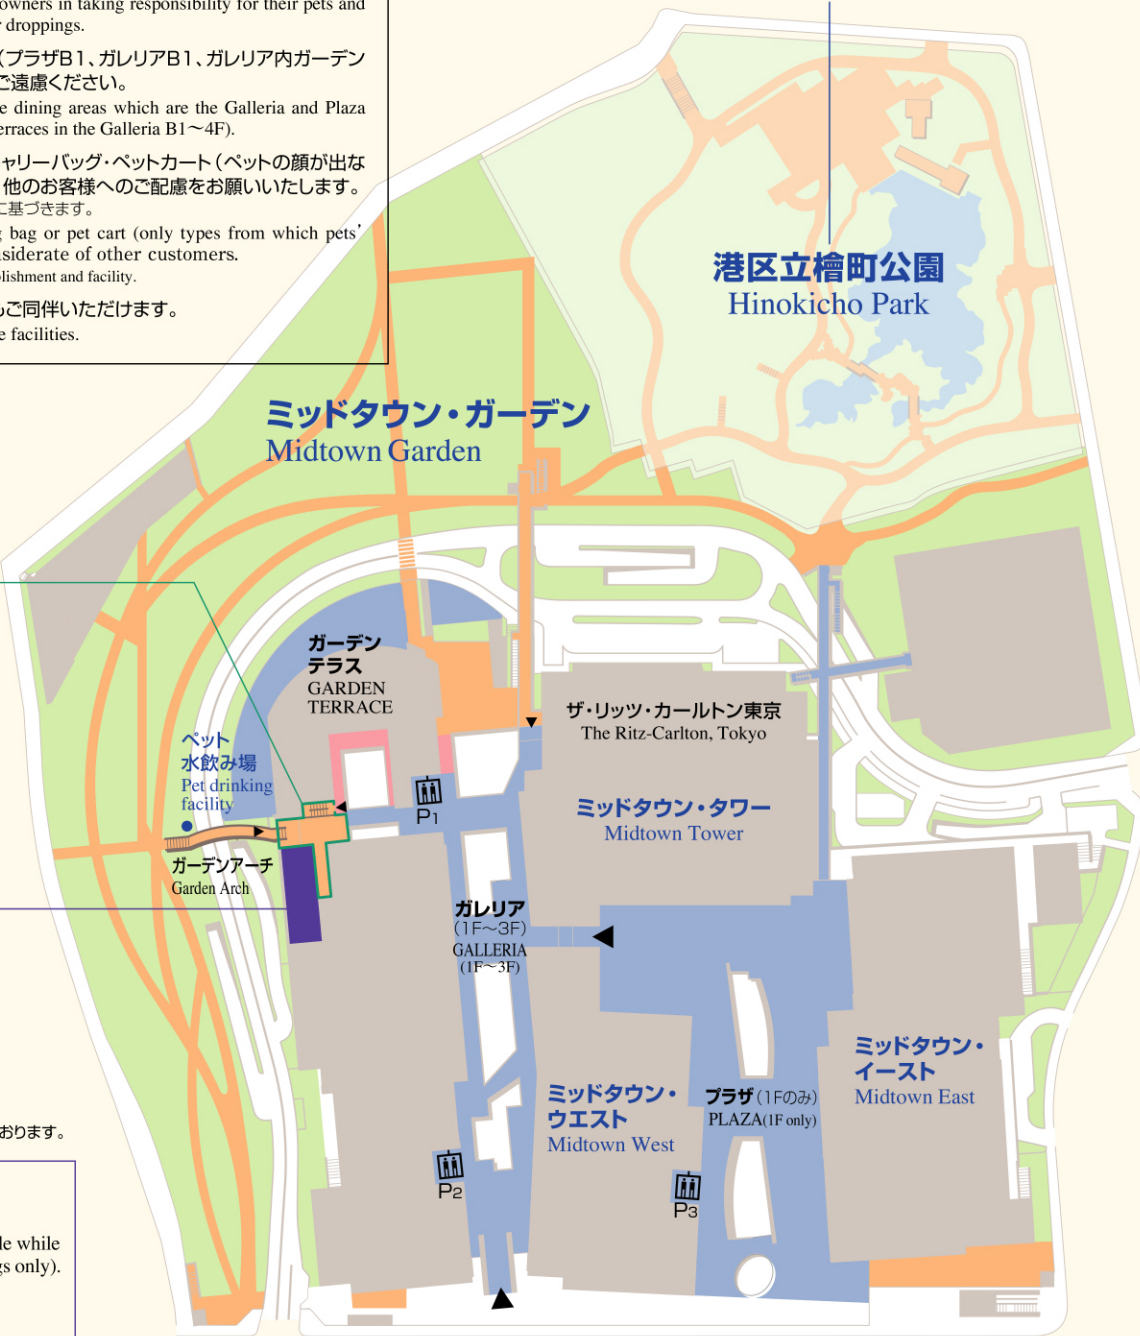 owners in taking responsibility for their pets and
droppings.
(プラザB1、ガレリアB1、ガレリア内ガーデン
ご遠慮ください。
dining areas which are the Galleria and Plaza
terraces in the Galleria B1～4F).
ャリーバッグ・ペットカート(ペットの顔が出な
他のお客様へのご配慮をお願いいたします。
に基づきます。
bag or pet cart (only types from which pets'
siderate of other customers.
blishment and facility.
もご同伴いただけます。
e facilities.
港区立檜町公園
Hinokicho Park
ミッドタウン・ガーデン
Midtown Garden
ガーデン
テラス
GARDEN
TERRACE
ザ・リッツ・カールトン東京
The Ritz-Carlton, Tokyo
ペット
水飲み場
Pet drinking
facility
P1
ミッドタウン・タワー
Midtown Tower
ガーデンアーチ
Garden Arch
ガレリア
(1F～3F)
GALLERIA
(1F～3F)
ミッドタウン・
イースト
Midtown East
ミッドタウン・
ウエスト
Midtown West
プラザ(1Fのみ)
PLAZA(1F only)
おります。
P2
P3
le while
gs only).